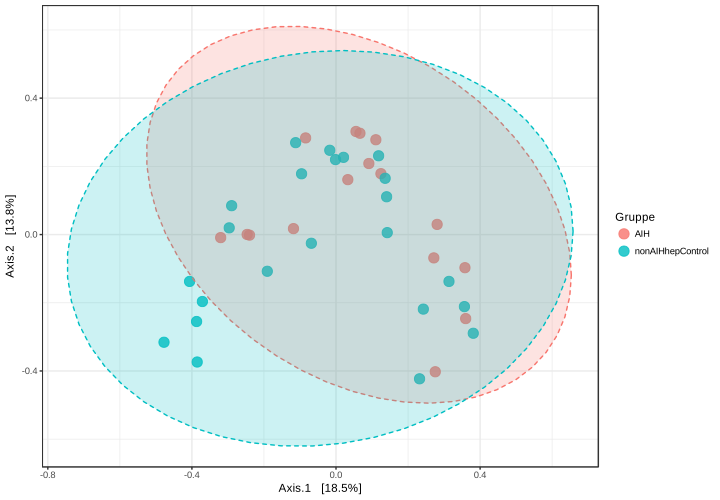 0.4
0.0
-0.4
Axis.2 [13.8%]
-0.8
-0.4
0.0
0.4
Axis.1 [18.5%]
Gruppe
AIH
nonAIHhepControl